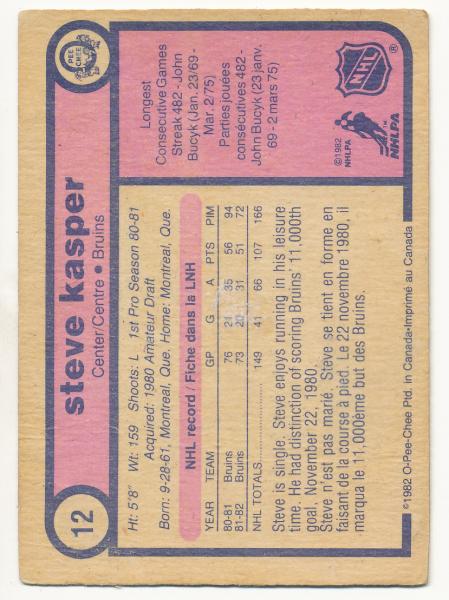 12
steve kasper
Center/Centre • Bruins
O PEE CHEE
Ht: 5'8" Wt: 159 Shoots: L 1st Pro Season 80-81
Acquired: 1980 Amateur Draft
Born: 9-28-61, Montreal, Que. Home: Montreal, Que.
NHL record / Fiche dans la LNH
YEAR TEAM GP G A PTS PIM
80-81 Bruins 76 21 35 56 94
81-82 Bruins 73 20 31 51 72
NHL TOTALS 149 41 66 107 166
Steve is single. Steve enjoys running in his leisure
time. He had distinction of scoring Bruins' 11,000th
goal, November 22, 1980.
Steve n'est pas marié. Steve se tient en forme en
faisant de la course à pied. Le 22 novembre 1980, il
marqua le 11,000ème but des Bruins.
Longest
Consecutive Games
Streak 482 - John
Bucyk (Jan. 23/69 -
Mar. 2/75)
Parties jouées
consécutives 482 -
John Bucyk (23 janv.
69 - 2 mars 75)
NHL ®
©1982
NHLPA
NHLPA
TM
©1982 O-Pee-Chee Ptd. in Canada-Imprimé au Canada